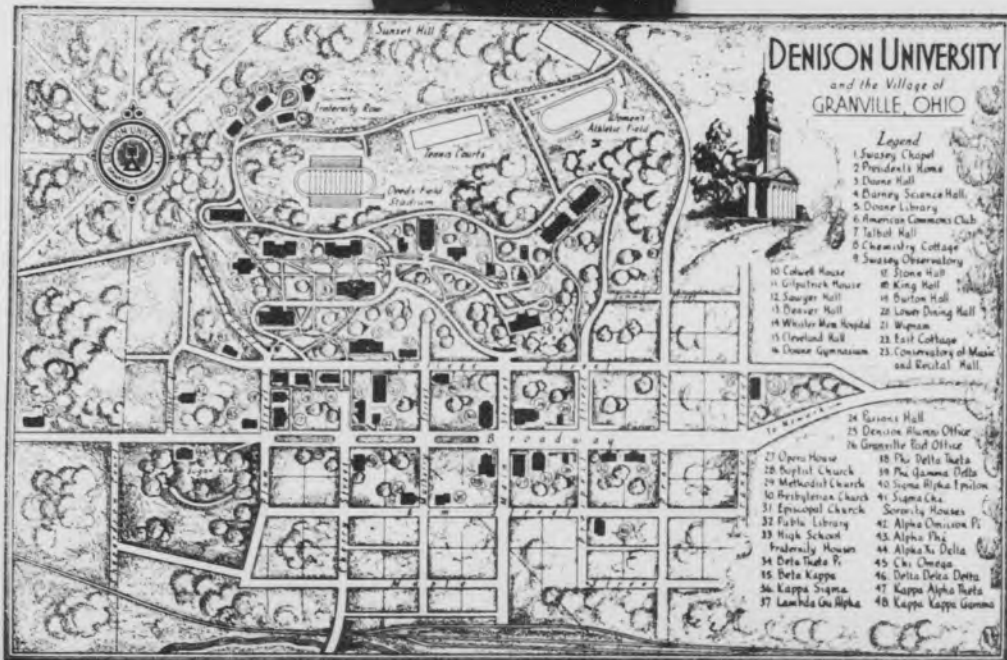 DENISON UNIVERSITY
and the Village of
GRANVILLE, OHIO
Sunset Hill
Fraternity Row
Tennis Courts
Women's
Athletic Field
Deeds Field
Stadium
DENISON UNIVERSITY
Broadway
Elm Street
To Newark
Legend
1 Swasey Chapel
2 Presidents Home
3 Doane Hall
4 Barney Science Hall
5 Doane Library
6 American Commons Club
7 Talbot Hall
8 Chemistry Cottage
9 Swasey Observatory
10 Colwell House
11 Gilpatrick House
12 Sawyer Hall
13 Beaver Hall
14 Whisler Mem. Hospital
15 Cleveland Hall
16 Doane Gymnasium
17 Stone Hall
18 King Hall
19 Burton Hall
20 Lower Dining Hall
21 Wigwam
22 East Cottage
23 Conservatory of Music
and Recital Hall
24 Parsons Hall
25 Denison Alumni Office
26 Granville Post Office
27 Opera House
28 Baptist Church
29 Methodist Church
30 Presbyterian Church
31 Episcopal Church
32 Public Library
33 High School
Fraternity Houses
34 Beta Theta Pi
35 Beta Kappa
36 Kappa Sigma
37 Lambda Chi Alpha
38 Phi Delta Theta
39 Phi Gamma Delta
40 Sigma Alpha Epsilon
41 Sigma Chi
Sorority Houses
42 Alpha Omicron Pi
43 Alpha Phi
44 Alpha Xi Delta
45 Chi Omega
46 Delta Delta Delta
47 Kappa Alpha Theta
48 Kappa Kappa Gamma